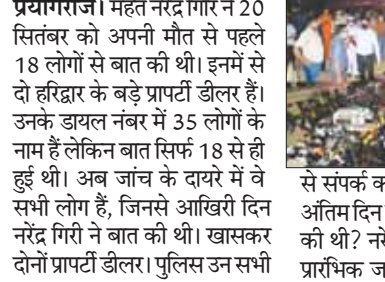 प्रयागराज। महंत नरेंद्र गिरि ने 20
सितंबर को अपनी मौत से पहले
18 लोगों से बात की थी। इनमें से
दो हरिद्वार के बड़े प्रापर्टी डीलर हैं।
उनके डायल नंबर में 35 लोगों के
नाम हैं लेकिन बात सिर्फ 18 से ही
हुई थी। अब जांच के दायरे में वे
सभी लोग हैं, जिनसे आखिरी दिन
नरेंद्र गिरी ने बात की थी। खासकर
दोनों प्रापर्टी डीलर। पुलिस उन सभी
से संपर्क
अंतिम दिन
की थी? 
प्रारंभिक